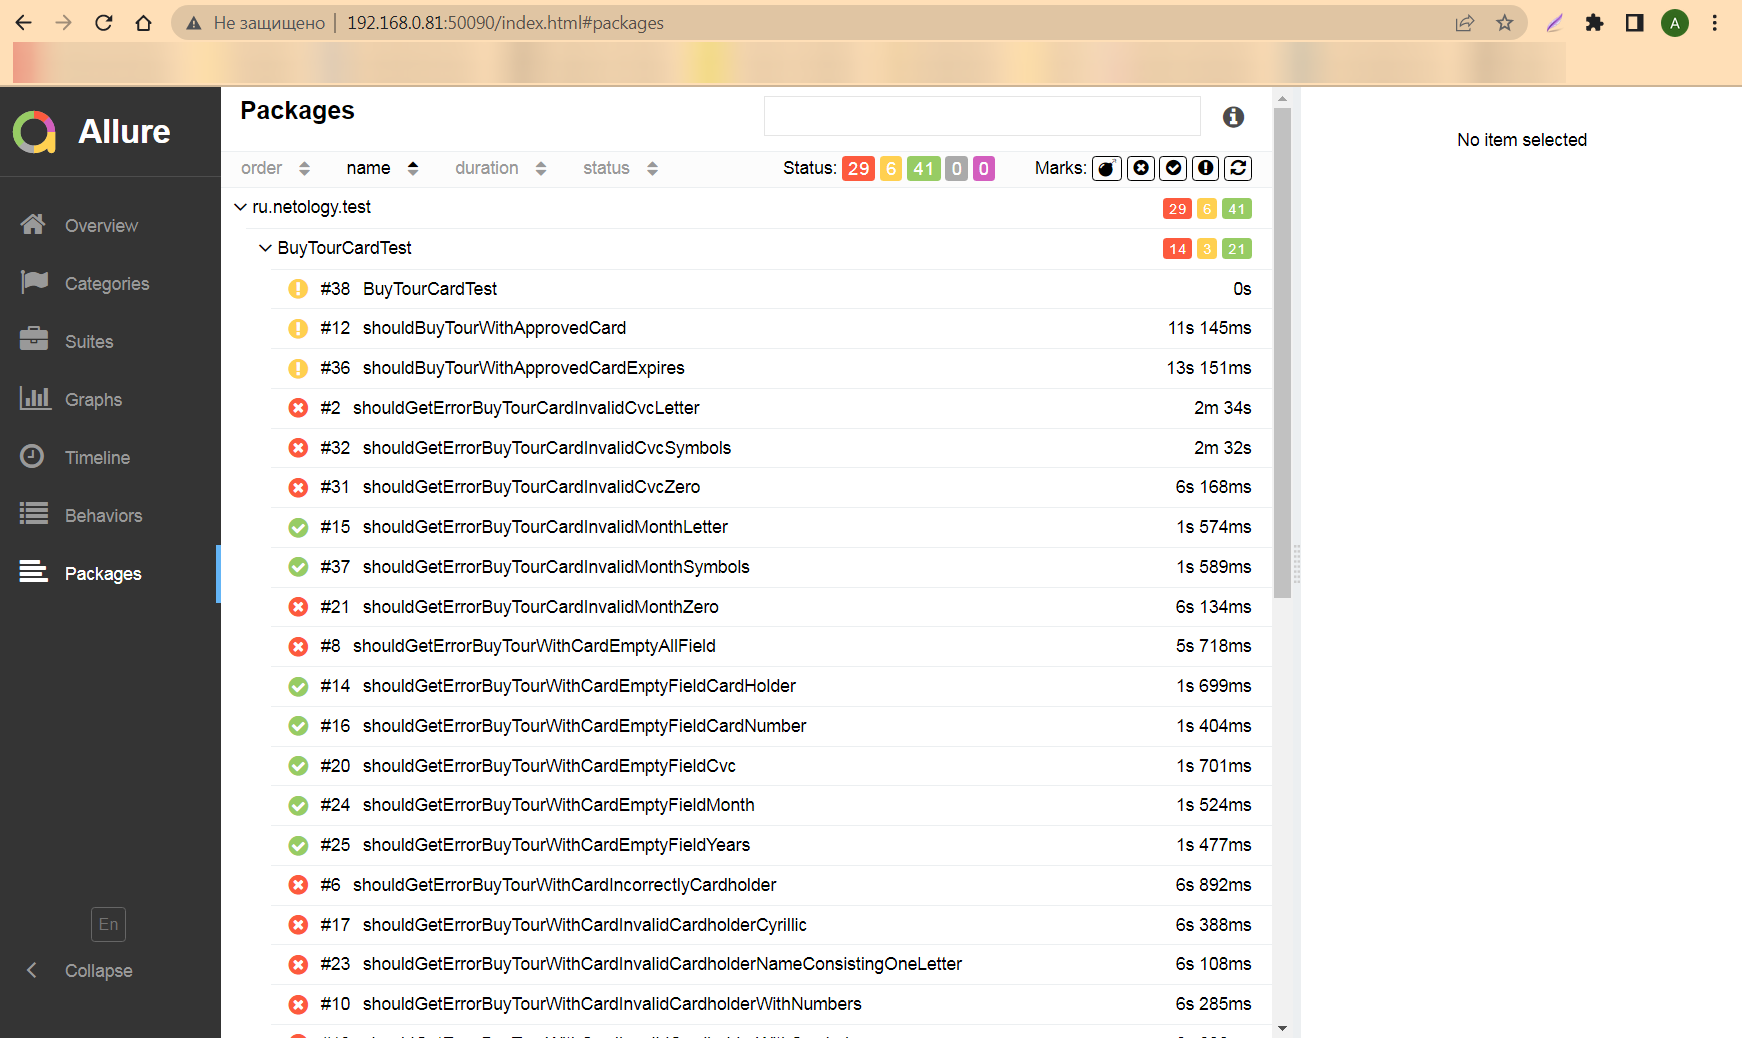 Не защищено | 192.168.0.81:50090/index.html#packages
A
Allure
Overview
Categories
Suites
Graphs
Timeline
Behaviors
Packages
En
Collapse
Packages
order name duration status Status: 29 6 41 0 0 Marks:
ru.netology.test 29 6 41
BuyTourCardTest 14 3 21
#38 BuyTourCardTest 0s
#12 shouldBuyTourWithApprovedCard 11s 145ms
#36 shouldBuyTourWithApprovedCardExpires 13s 151ms
#2 shouldGetErrorBuyTourCardInvalidCvcLetter 2m 34s
#32 shouldGetErrorBuyTourCardInvalidCvcSymbols 2m 32s
#31 shouldGetErrorBuyTourCardInvalidCvcZero 6s 168ms
#15 shouldGetErrorBuyTourCardInvalidMonthLetter 1s 574ms
#37 shouldGetErrorBuyTourCardInvalidMonthSymbols 1s 589ms
#21 shouldGetErrorBuyTourCardInvalidMonthZero 6s 134ms
#8 shouldGetErrorBuyTourWithCardEmptyAllField 5s 718ms
#14 shouldGetErrorBuyTourWithCardEmptyFieldCardHolder 1s 699ms
#16 shouldGetErrorBuyTourWithCardEmptyFieldCardNumber 1s 404ms
#20 shouldGetErrorBuyTourWithCardEmptyFieldCvc 1s 701ms
#24 shouldGetErrorBuyTourWithCardEmptyFieldMonth 1s 524ms
#25 shouldGetErrorBuyTourWithCardEmptyFieldYears 1s 477ms
#6 shouldGetErrorBuyTourWithCardIncorrectlyCardholder 6s 892ms
#17 shouldGetErrorBuyTourWithCardInvalidCardholderCyrillic 6s 388ms
#23 shouldGetErrorBuyTourWithCardInvalidCardholderNameConsistingOneLetter 6s 108ms
#10 shouldGetErrorBuyTourWithCardInvalidCardholderWithNumbers 6s 285ms
No item selected